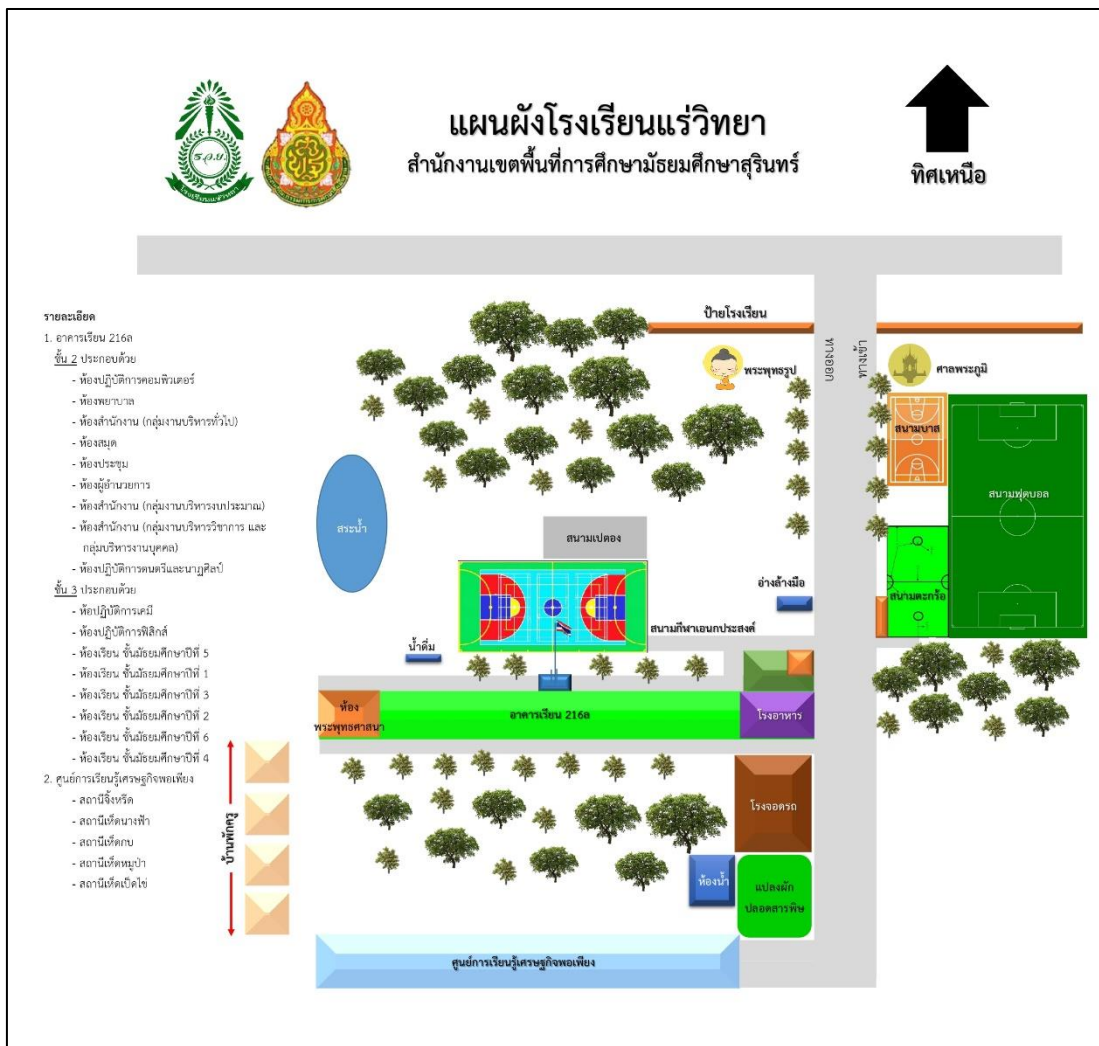 แผนผังโรงเรียนแร่วิทยา
สำนักงานเขตพื้นที่การศึกษามัธยมศึกษาสุรินทร์
ทิศเหนือ
ร.ว.ย.
โรงเรียนแร่วิทยา
รายละเอียด
1. อาคารเรียน 216ล
ชั้น 2 ประกอบด้วย
- ห้องปฏิบัติการคอมพิวเตอร์
- ห้องพยาบาล
- ห้องสำนักงาน (กลุ่มงานบริหารทั่วไป)
- ห้องสมุด
- ห้องประชุม
- ห้องผู้อำนวยการ
- ห้องสำนักงาน (กลุ่มงานบริหารงบประมาณ)
- ห้องสำนักงาน (กลุ่มงานบริหารวิชาการ และ
กลุ่มบริหารงานบุคคล)
- ห้องปฏิบัติการดนตรีและนาฏศิลป์
ชั้น 3 ประกอบด้วย
- ห้อปฏิบัติการเคมี
- ห้องปฏิบัติการฟิสิกส์
- ห้องเรียน ชั้นมัธยมศึกษาปีที่ 5
- ห้องเรียน ชั้นมัธยมศึกษาปีที่ 1
- ห้องเรียน ชั้นมัธยมศึกษาปีที่ 3
- ห้องเรียน ชั้นมัธยมศึกษาปีที่ 2
- ห้องเรียน ชั้นมัธยมศึกษาปีที่ 6
- ห้องเรียน ชั้นมัธยมศึกษาปีที่ 4
2. ศูนย์การเรียนรู้เศรษฐกิจพอเพียง
- สถานีจิ้งหรีด
- สถานีเห็ดนางฟ้า
- สถานีเห็ดกบ
- สถานีเห็ดหมูป่า
- สถานีเห็ดเป็ดไข่
ป้ายโรงเรียน
ทางออก
ทางเข้า
พระพุทธรูป
ศาลพระภูมิ
สนามบาส
สนามฟุตบอล
สระน้ำ
สนามเปตอง
สนามตะกร้อ
อ่างล้างมือ
สนามกีฬาเอนกประสงค์
น้ำดื่ม
ห้อง
พระพุทธศาสนา
อาคารเรียน 216ล
โรงอาหาร
บ้านพักครู
โรงจอดรถ
ห้องน้ำ
แปลงผัก
ปลอดสารพิษ
ศูนย์การเรียนรู้เศรษฐกิจพอเพียง